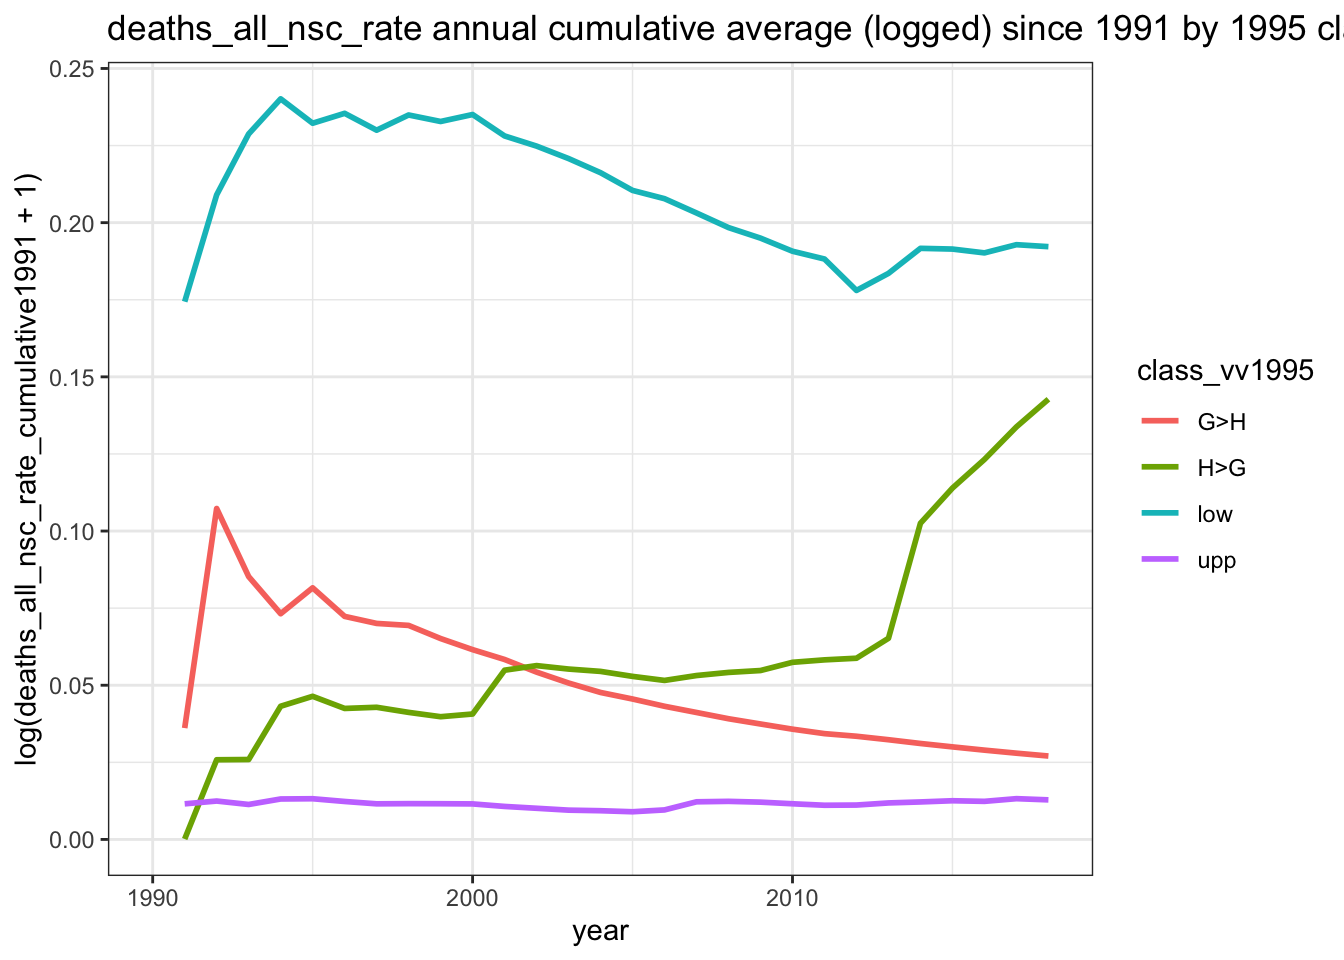 deaths_all_nsc_rate annual cumulative average (logged) since 1991 by 1995
0.25
0.20
0.15
0.10
0.05
0.00
log(deaths_all_nsc_rate_cumulative1991 + 1)
1990
2000
2010
year
class_vv1995
G>H
H>G
low
upp